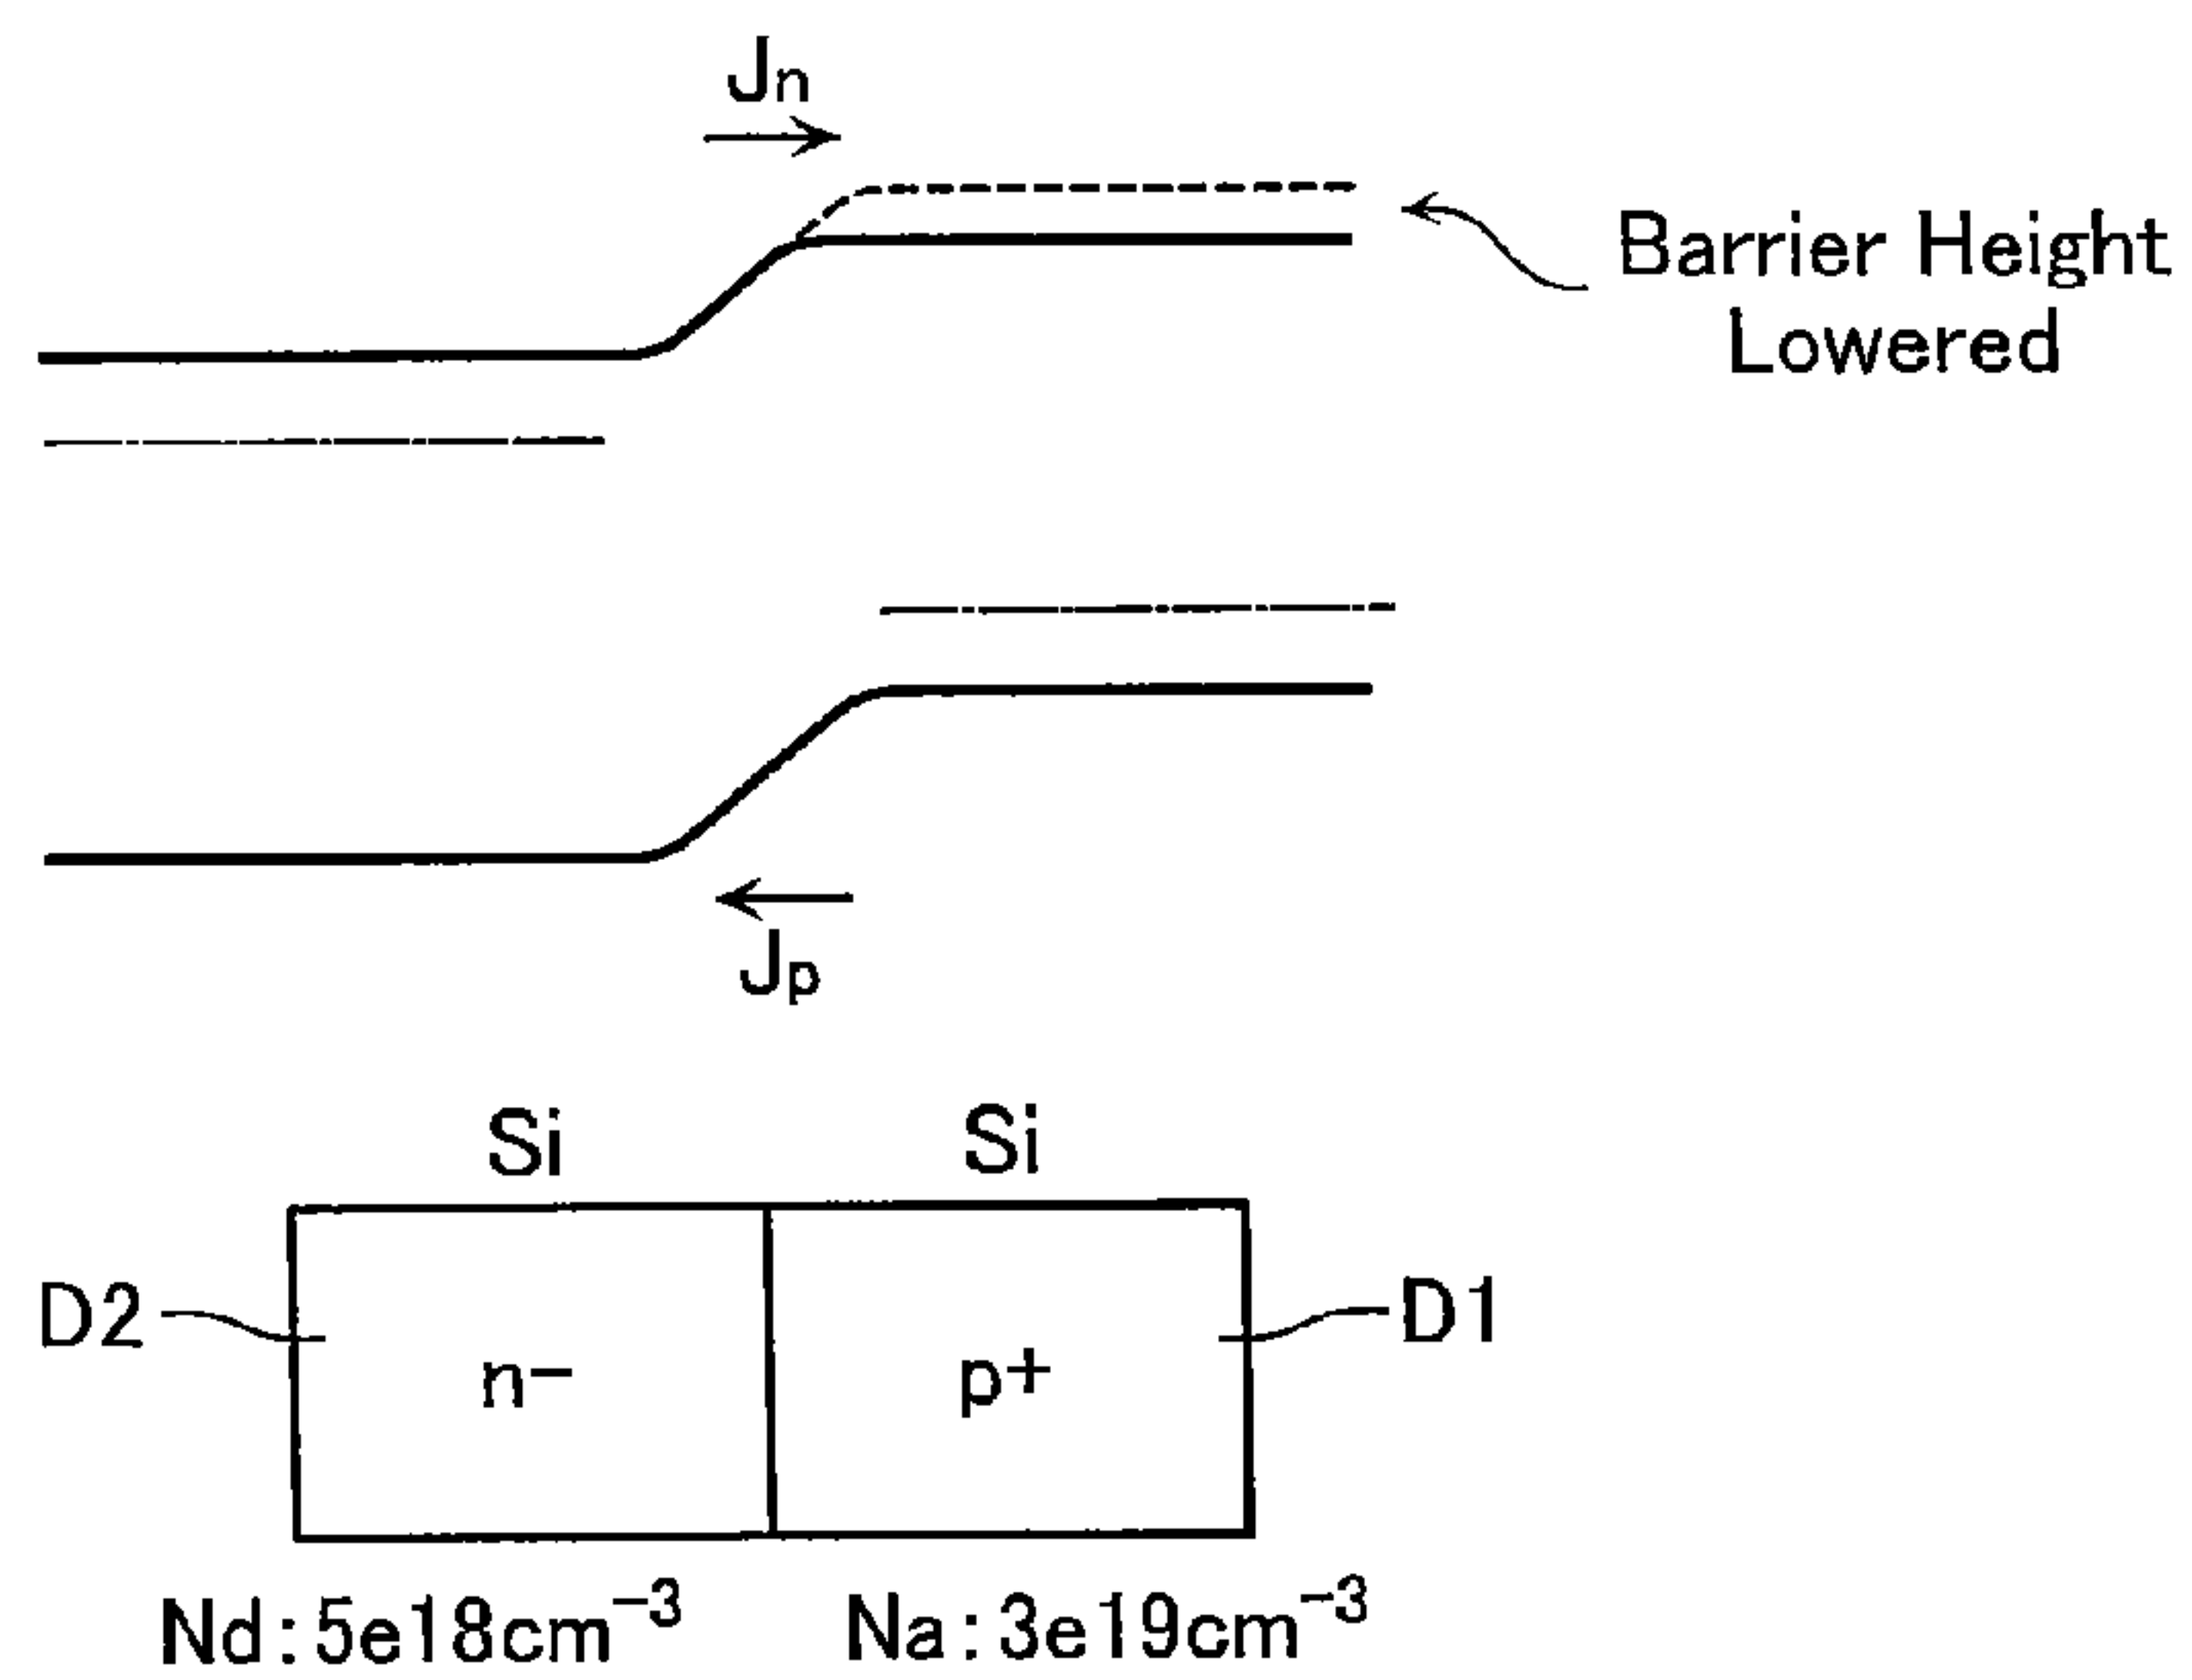 Jn
Barrier Height
Lowered
Jp
Si Si
D2 D1
n- p+
Nd:5e18cm⁻³ Na:3e19cm⁻³